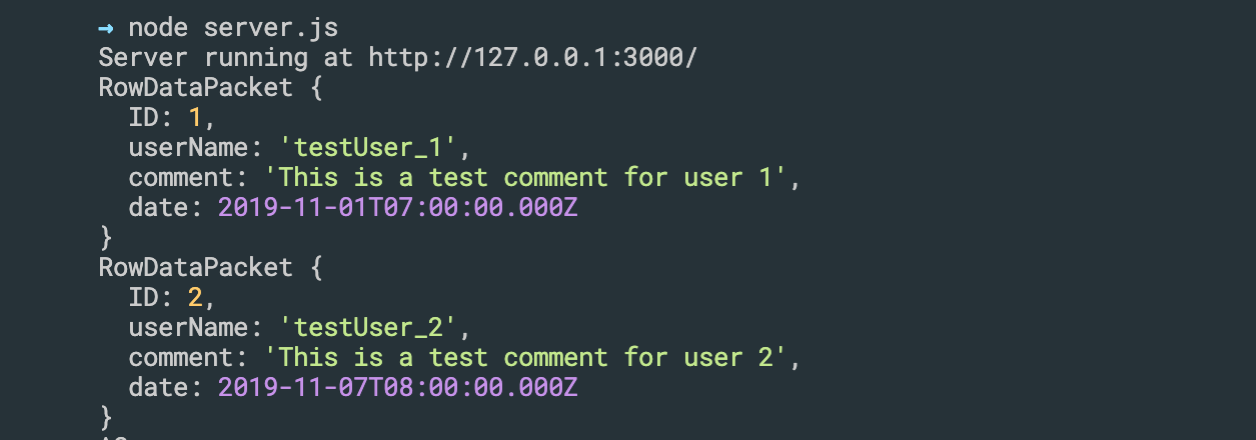 → node server.js
Server running at http://127.0.0.1:3000/
RowDataPacket {
  ID: 1,
  userName: 'testUser_1',
  comment: 'This is a test comment for user 1',
  date: 2019-11-01T07:00:00.000Z
}
RowDataPacket {
  ID: 2,
  userName: 'testUser_2',
  comment: 'This is a test comment for user 2',
  date: 2019-11-07T08:00:00.000Z
}